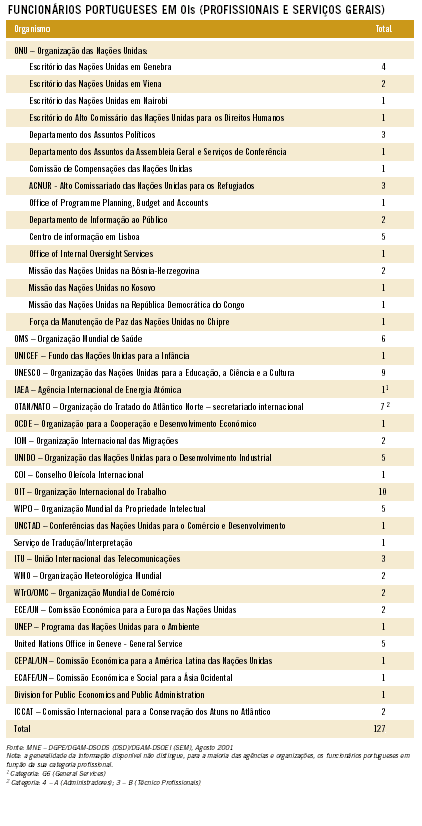 FUNCIONÁRIOS PORTUGUESES EM OIs (PROFISSIONAIS E SERVIÇOS GERAIS)
Organismo Total
ONU – Organização das Nações Unidas:
Escritório das Nações Unidas em Genebra 4
Escritório das Nações Unidas em Viena 2
Escritório das Nações Unidas em Nairobi 1
Escritório do Alto Comissário das Nações Unidas para os Direitos Humanos 1
Departamento dos Assuntos Políticos 3
Departamento dos Assuntos da Assembleia Geral e Serviços de Conferência 1
Comissão de Compensações das Nações Unidas 1
ACNUR - Alto Comissariado das Nações Unidas para os Refugiados 3
Office of Programme Planning, Budget and Accounts 1
Departamento de Informação ao Público 2
Centro de informação em Lisboa 5
Office of Internal Oversight Services 1
Missão das Nações Unidas na Bósnia-Herzegovina 2
Missão das Nações Unidas no Kosovo 1
Missão das Nações Unidas na República Democrática do Congo 1
Força da Manutenção de Paz das Nações Unidas no Chipre 1
OMS – Organização Mundial de Saúde 6
UNICEF – Fundo das Nações Unidas para a Infância 1
UNESCO – Organização das Nações Unidas para a Educação, a Ciência e a Cultura 9
IAEA – Agência Internacional de Energia Atómica 1 1
OTAN/NATO – Organização do Tratado do Atlântico Norte – secretariado internacional 7 2
OCDE – Organização para a Cooperação e Desenvolvimento Económico 1
IOM – Organização Internacional das Migrações 2
UNIDO – Organização das Nações Unidas para o Desenvolvimento Industrial 5
COI – Conselho Oleícola Internacional 1
OIT – Organização Internacional do Trabalho 10
WIPO – Organização Mundial da Propriedade Intelectual 5
UNCTAD – Conferências das Nações Unidas para o Comércio e Desenvolvimento 1
Serviço de Tradução/Interpretação 1
ITU – União Internacional das Telecomunicações 3
WMO – Organização Meteorológica Mundial 2
WTrO/OMC – Organização Mundial de Comércio 2
ECE/UN – Comissão Económica para a Europa das Nações Unidas 2
UNEP – Programa das Nações Unidas para o Ambiente 1
United Nations Office in Geneve - General Service 5
CEPAL/UN – Comissão Económica para a América Latina das Nações Unidas 1
ECAFE/UN – Comissão Económica e Social para a Ásia Ocidental 1
Division for Public Economics and Public Administration 1
ICCAT – Comissão Internacional para a Conservação dos Atuns no Atlântico 2
Total 127
Fonte: MNE – DGPE/DGAM-DSODS (DSD)/DGAM-DSOEI (SEM), Agosto 2001
Nota: a generalidade da informação disponível não distingue, para a maioria das agências e organizações, os funcionários portugueses em
função da sua categoria profissional.
1 Categoria: G6 (General Services)
2 Categoria: 4 – A (Administradores); 3 – B (Técnico Profissionais)